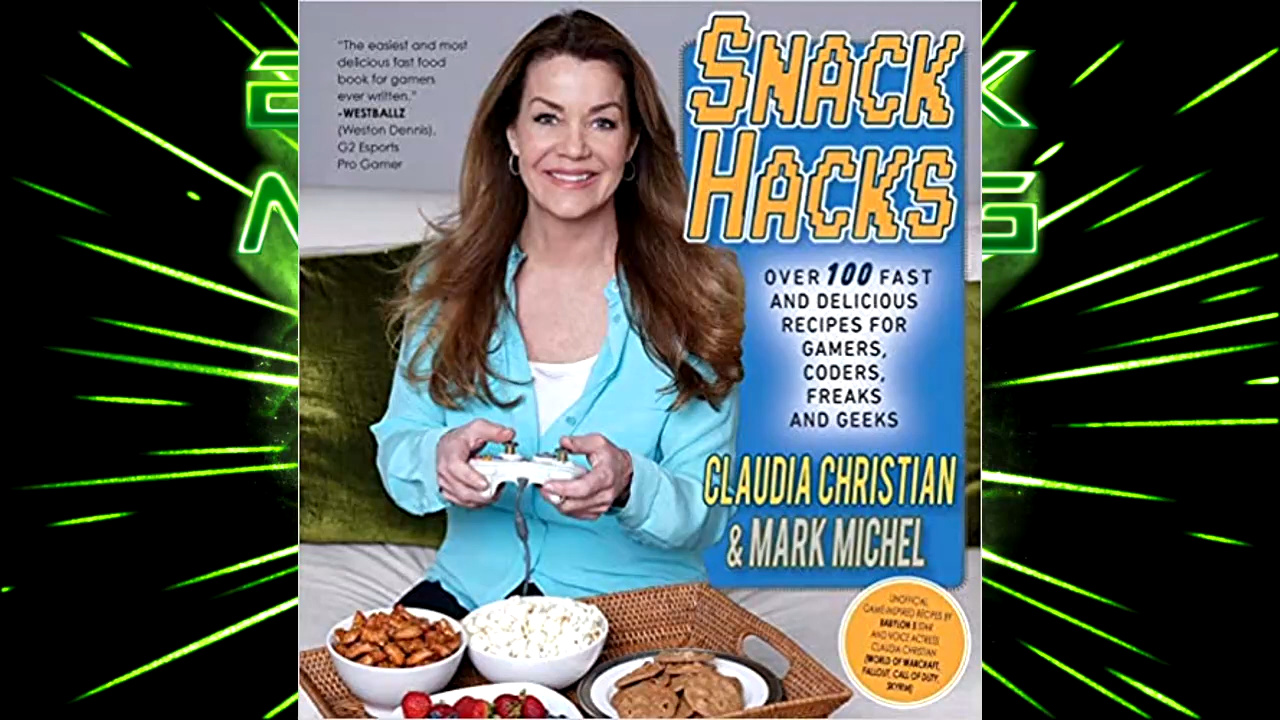 "The easiest and most
delicious fast food
book for gamers
ever written."
-WESTBALLZ
(Weston Dennis),
G2 Esports
Pro Gamer
SNACK
HACKS
OVER 100 FAST
AND DELICIOUS
RECIPES FOR
GAMERS,
CODERS,
FREAKS
AND GEEKS
CLAUDIA CHRISTIAN
& MARK MICHEL
UNOFFICIAL
GAME-INSPIRED RECIPES BY
BABYLON 5 STAR
AND VOICE ACTRESS
CLAUDIA CHRISTIAN
(WORLD OF WARCRAFT,
FALLOUT, CALL OF DUTY,
SKYRIM)